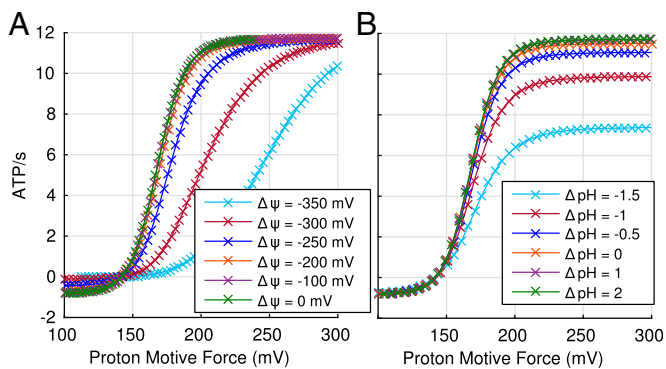 A
B
12
10
8
6
4
2
0
-2
ATP/s
Δψ = -350 mV
Δψ = -300 mV
Δψ = -250 mV
Δψ = -200 mV
Δψ = -100 mV
Δψ = 0 mV
100 150 200 250 300
Proton Motive Force (mV)
ΔpH = -1.5
ΔpH = -1
ΔpH = -0.5
ΔpH = 0
ΔpH = 1
ΔpH = 2
150 200 250 300
Proton Motive Force (mV)